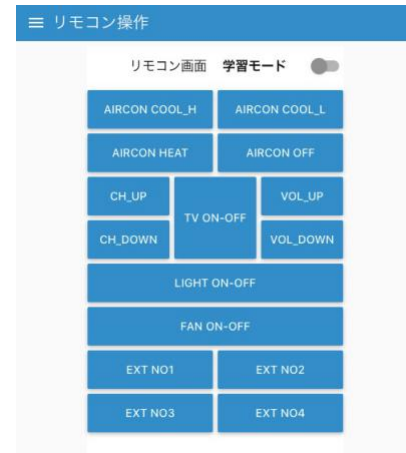 リモコン操作
リモコン画面 学習モード
AIRCON COOL_H AIRCON COOL_L
AIRCON HEAT AIRCON OFF
CH_UP TV ON-OFF VOL_UP
CH_DOWN VOL_DOWN
LIGHT ON-OFF
FAN ON-OFF
EXT NO1 EXT NO2
EXT NO3 EXT NO4